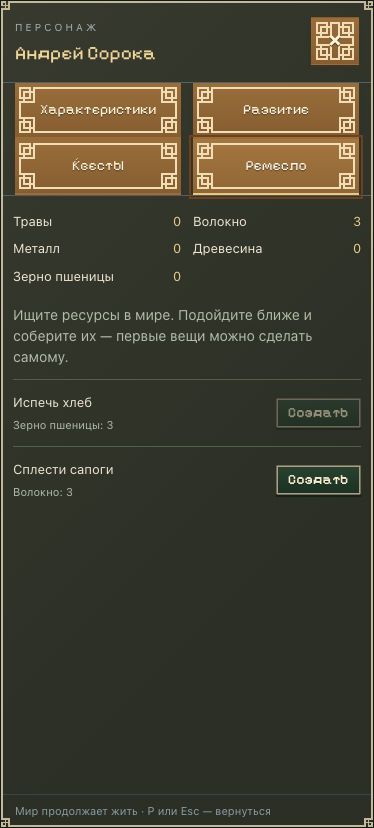 ПЕРСОНАЖ
Андрей Сорока
Характеристики
Развитие
Квесты
Ремесло
Травы 0
Волокно 3
Металл 0
Древесина 0
Зерно пшеницы 0
Ищите ресурсы в мире. Подойдите ближе и
соберите их — первые вещи можно сделать
самому.
Испечь хлеб
Зерно пшеницы: 3
Создать
Сплести сапоги
Волокно: 3
Создать
Мир продолжает жить · P или Esc — вернуться